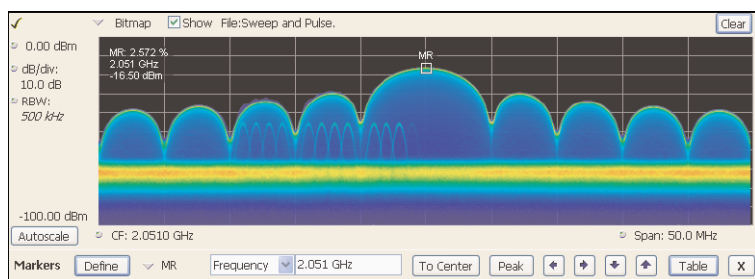 Bitmap Show File:Sweep and Pulse. Clear
0.00 dBm
dB/div:
10.0 dB
RBW:
500 kHz
MR: 2.572 %
2.051 GHz
-16.50 dBm
MR
-100.00 dBm
Autoscale CF: 2.0510 GHz Span: 50.0 MHz
Markers Define MR Frequency 2.051 GHz To Center Peak Table X